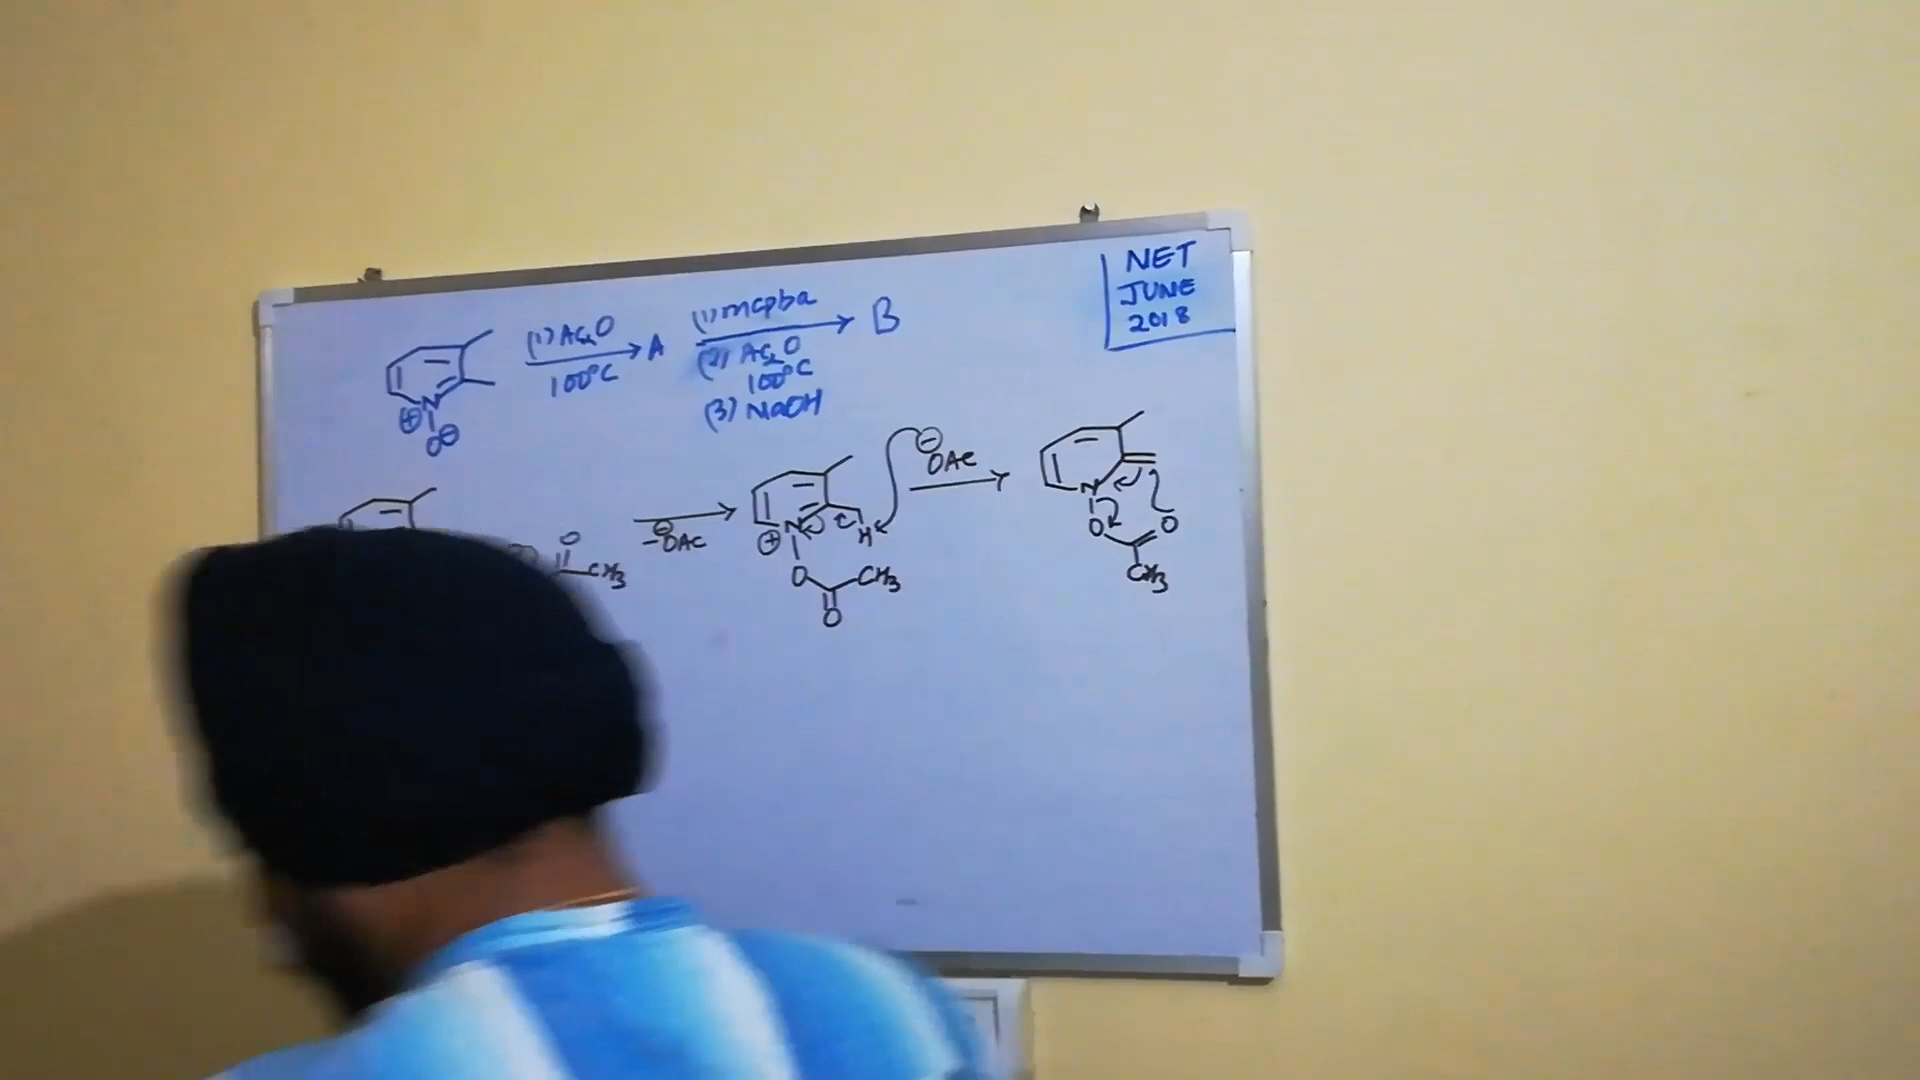 NET
JUNE
2018
(1) Ac2O
100°C
A
(1) mcpba
(2) Ac2O
100°C
(3) NaOH
B
N
⊕
O⊖
O
CH3
⊖
-OAc
N
⊕
H
O
CH3
O
⊖
OAc
N
O
O
CH3